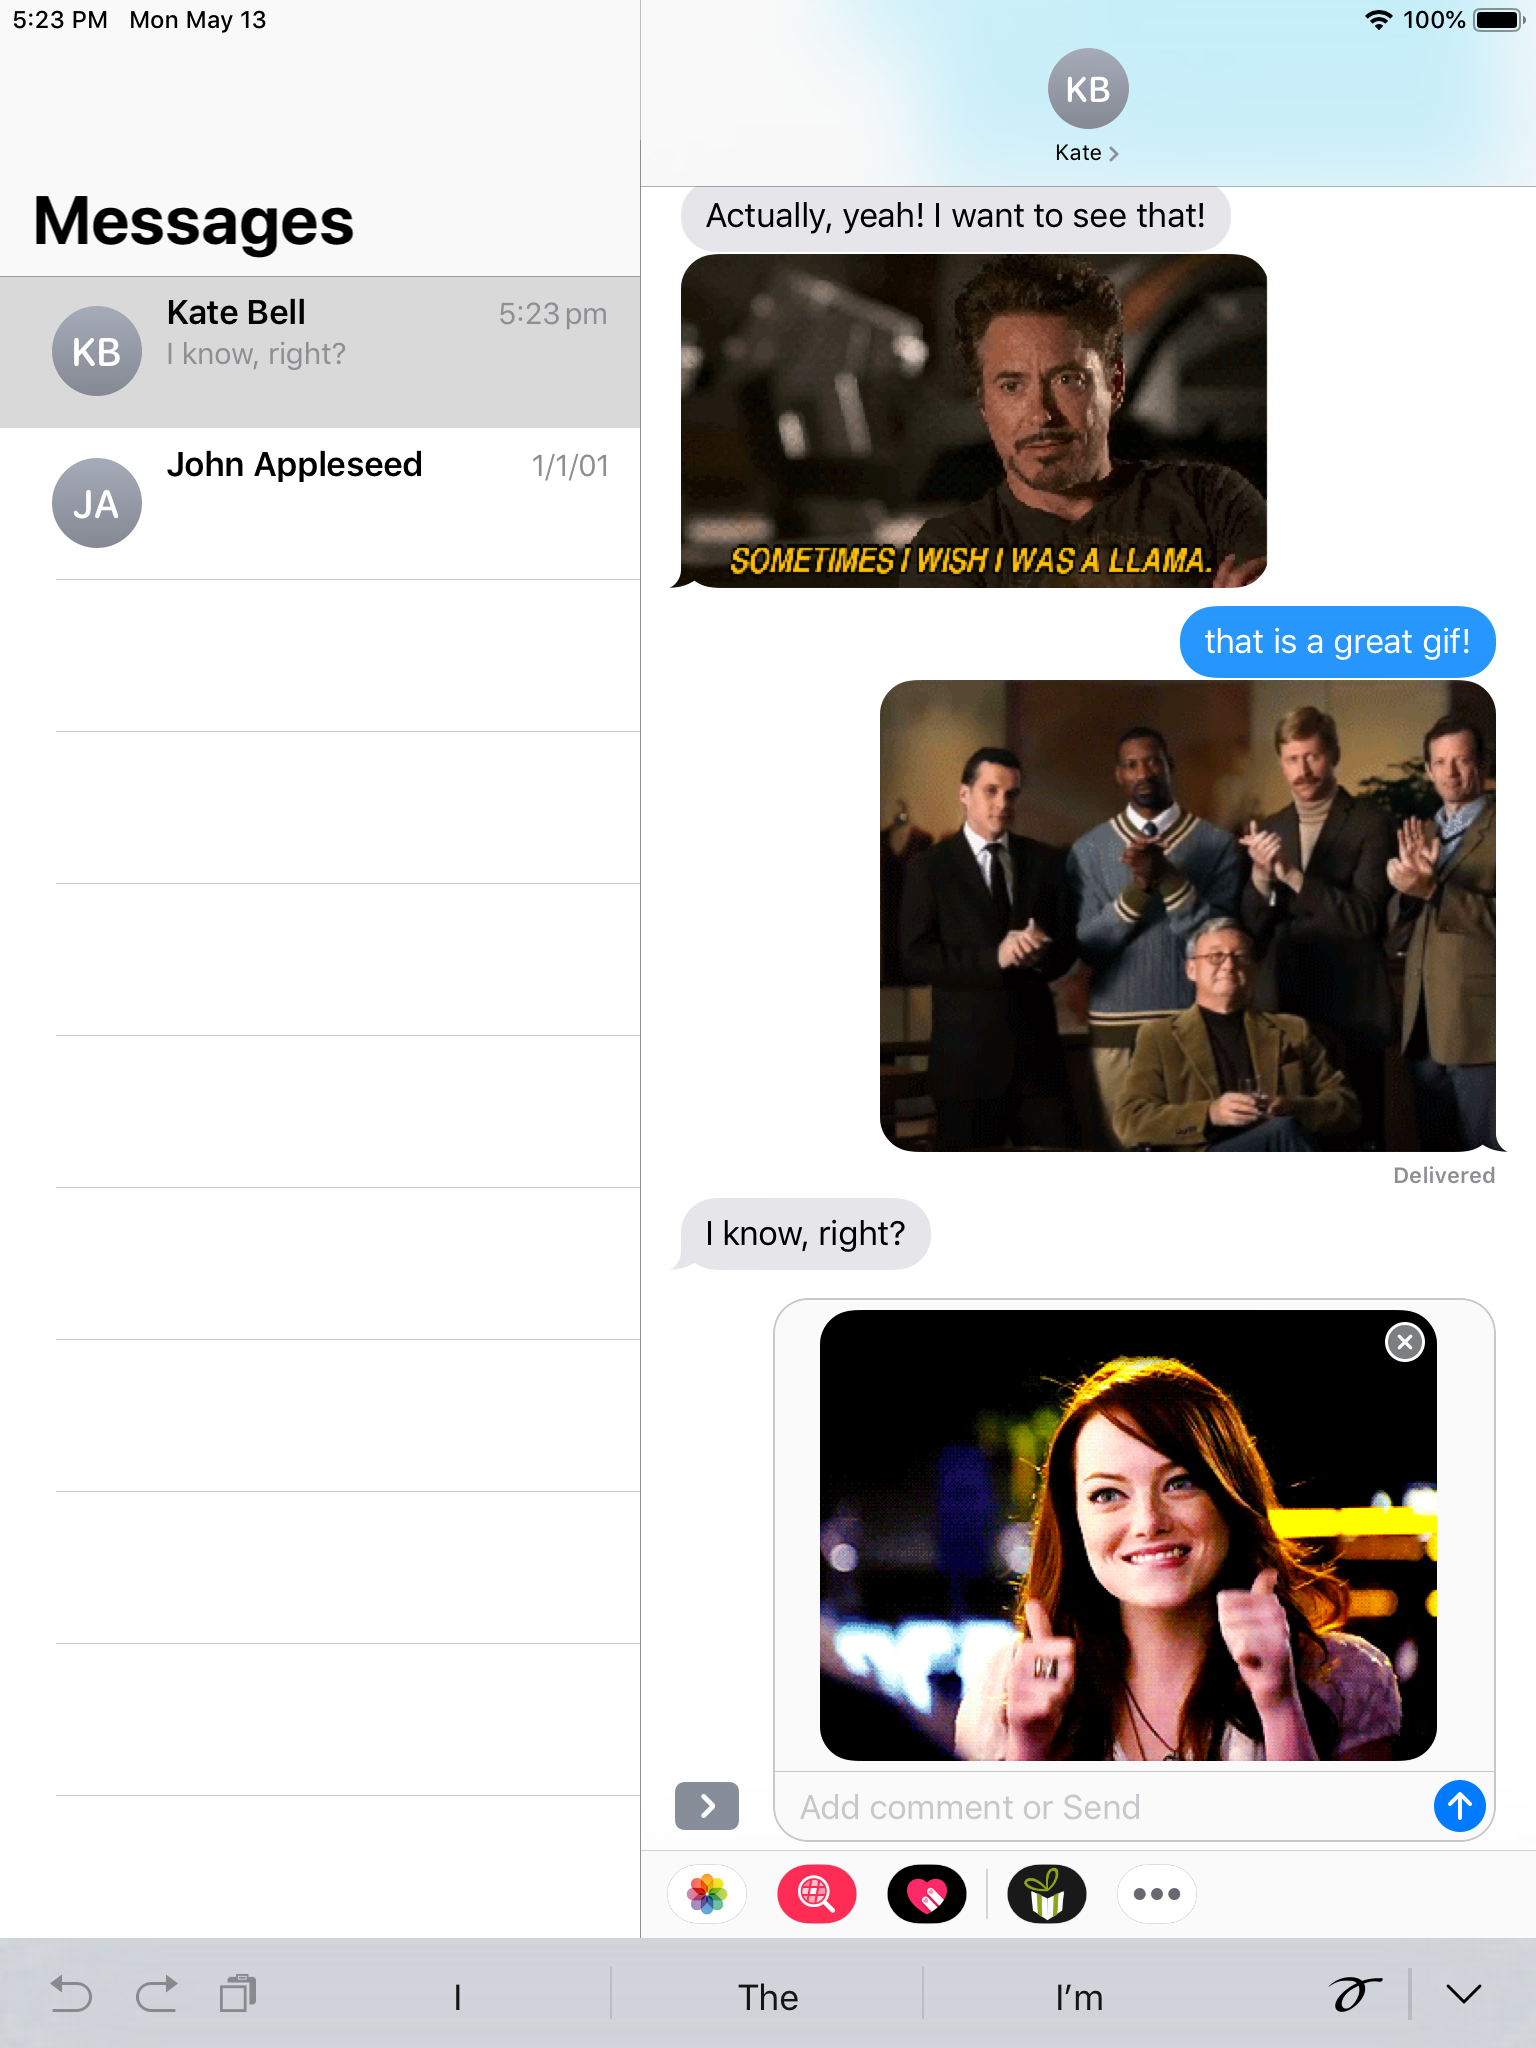 5:23 PM Mon May 13
100%
KB
Kate
Messages
Kate Bell 5:23 pm
KB
I know, right?
John Appleseed 1/1/01
JA
Actually, yeah! I want to see that!
SOMETIMES I WISH I WAS A LLAMA.
that is a great gif!
Delivered
I know, right?
Add comment or Send
I The I'm